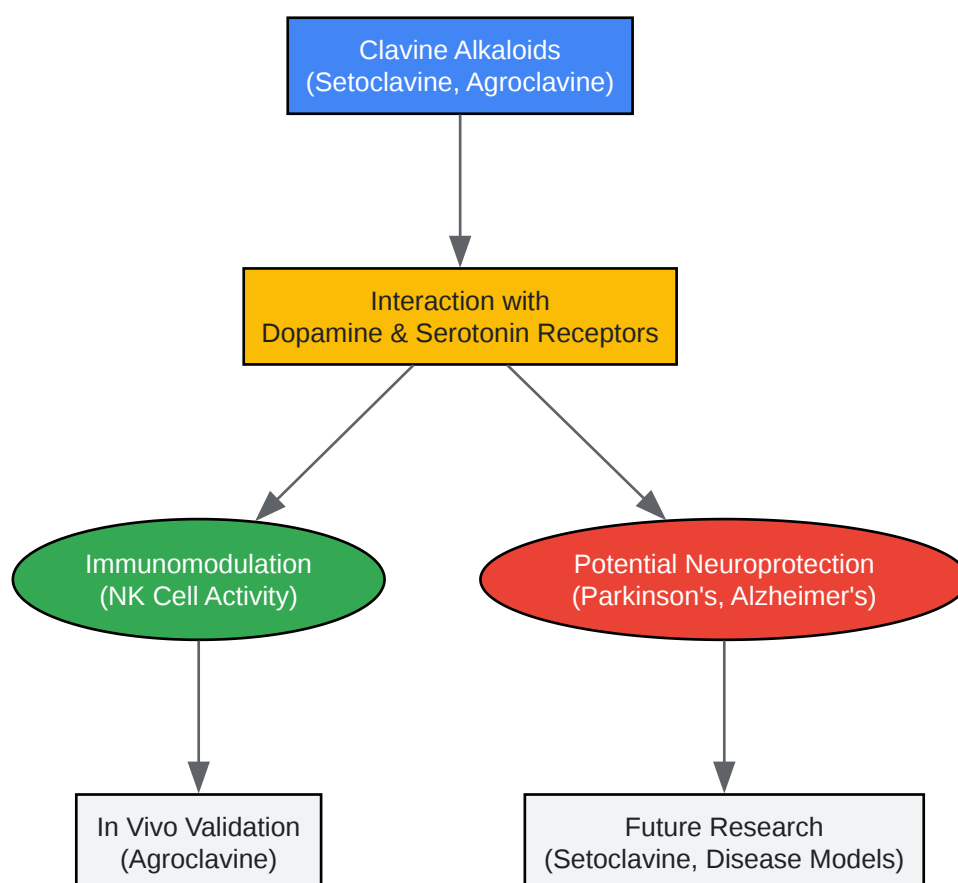 Clavine Alkaloids
(Setoclavine, Agroclavine)
Interaction with
Dopamine & Serotonin Receptors
Immunomodulation
(NK Cell Activity)
Potential Neuroprotection
(Parkinson's, Alzheimer's)
In Vivo Validation
(Agroclavine)
Future Research
(Setoclavine, Disease Models)